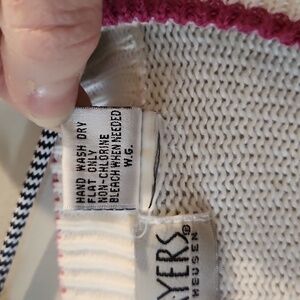 HAND WASH DRY
FLAT ONLY
NON-CHLORINE
BLEACH WHEN NEEDED
W.G.
YERS®
HEUSEN